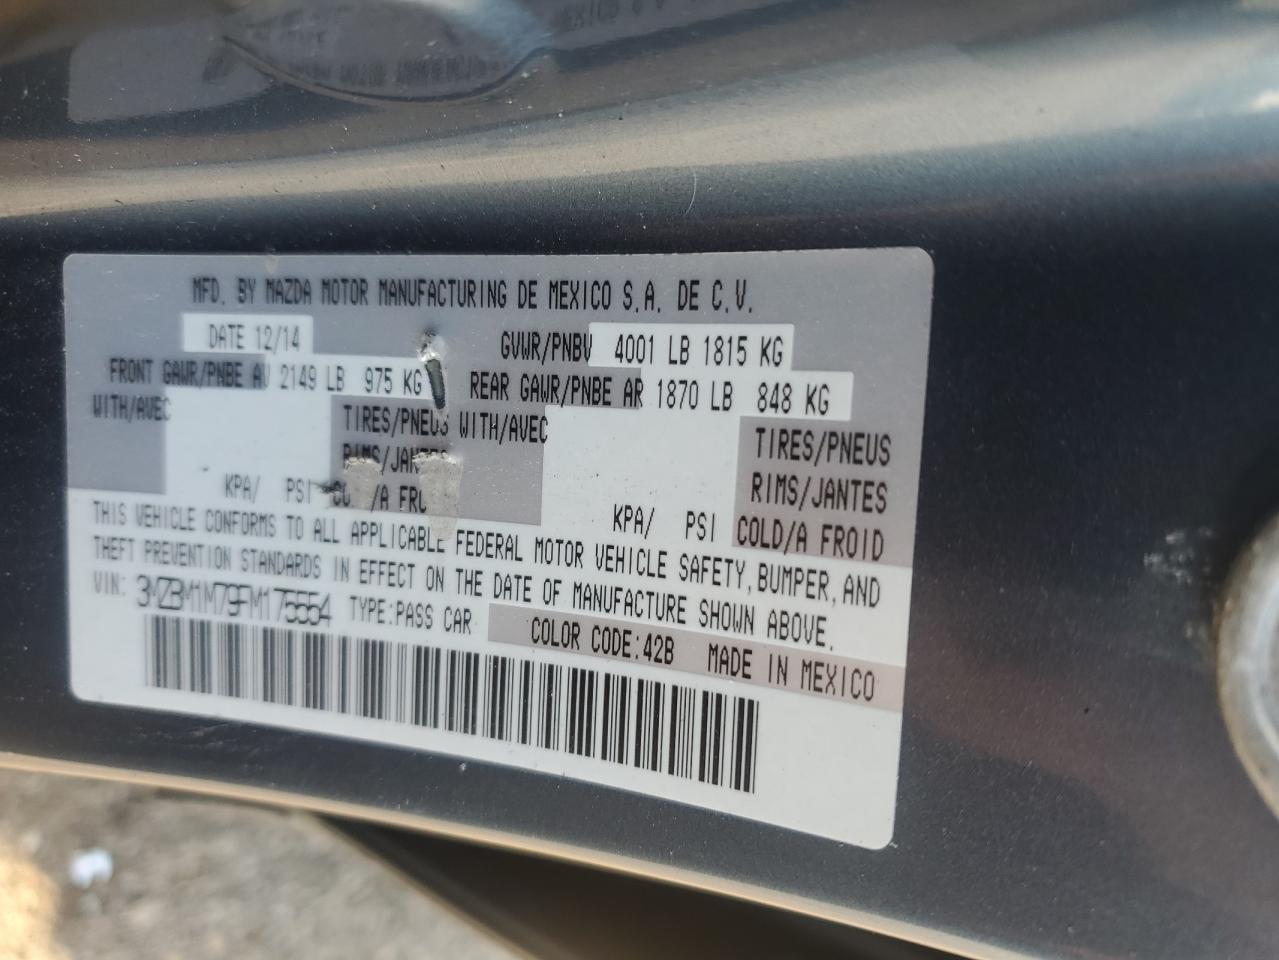 MFD. BY MAZDA MOTOR MANUFACTURING DE MEXICO S.A. DE C.V.
DATE 12/14 GVWR/PNBV 4001 LB 1815 KG
FRONT GAWR/PNBE AV 2149 LB 975 KG REAR GAWR/PNBE AR 1870 LB 848 KG
WITH/AVEC TIRES/PNEUS WITH/AVEC TIRES/PNEUS
RIMS/JANTES RIMS/JANTES
KPA/ PSI KPA/ PSI COLD/A FROID
THIS VEHICLE CONFORMS TO ALL APPLICABLE FEDERAL MOTOR VEHICLE SAFETY, BUMPER, AND
THEFT PREVENTION STANDARDS IN EFFECT ON THE DATE OF MANUFACTURE SHOWN ABOVE.
VIN: 3MZBM1M79FM175554 TYPE:PASS CAR COLOR CODE:42B MADE IN MEXICO